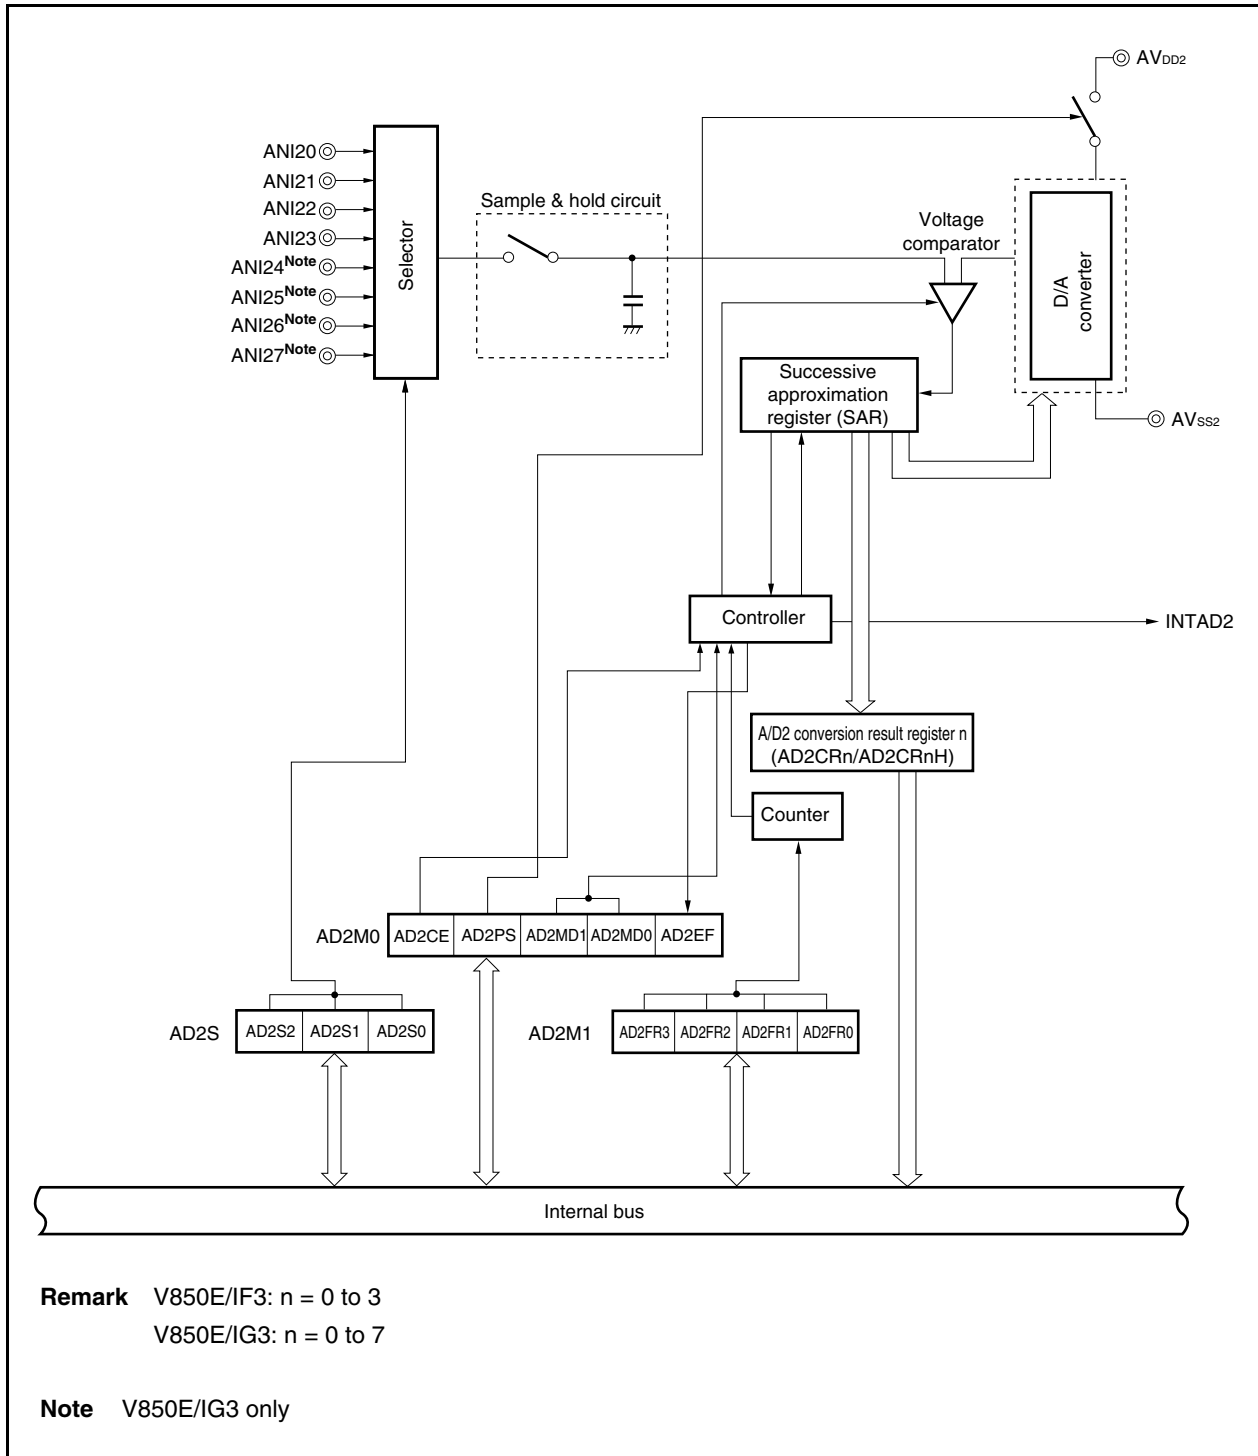 AVDD2
ANI20
ANI21
ANI22
ANI23
ANI24Note
ANI25Note
ANI26Note
ANI27Note
Selector
Sample & hold circuit
Voltage
comparator
D/A
converter
Successive
approximation
register (SAR)
AVSS2
Controller
INTAD2
A/D2 conversion result register n
(AD2CRn/AD2CRnH)
Counter
AD2M0
AD2CE AD2PS AD2MD1 AD2MD0 AD2EF
AD2S
AD2S2 AD2S1 AD2S0
AD2M1
AD2FR3 AD2FR2 AD2FR1 AD2FR0
Internal bus
Remark V850E/IF3: n = 0 to 3
V850E/IG3: n = 0 to 7
Note V850E/IG3 only